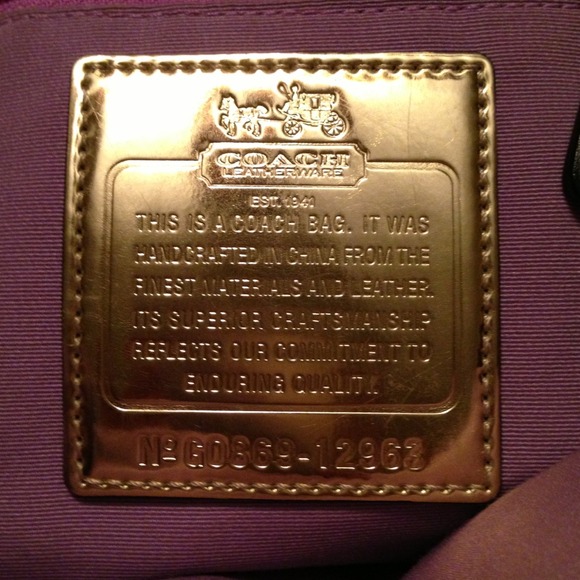 COACH
LEATHERWARE
EST. 1941
THIS IS A COACH BAG. IT WAS
HANDCRAFTED IN CHINA FROM THE
FINEST MATERIALS AND LEATHER.
ITS SUPERIOR CRAFTSMANSHIP
REFLECTS OUR COMMITMENT TO
ENDURING QUALITY.
Nº G0869-12963